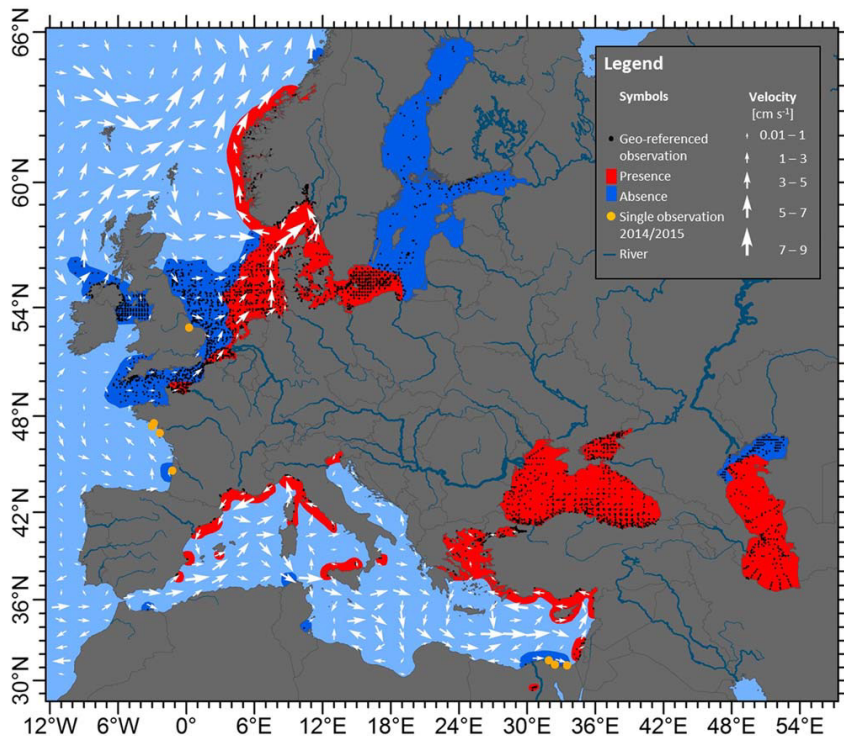 66°N
60°N
54°N
48°N
42°N
36°N
30°N
Legend
Symbols
Velocity
[cm s⁻¹]
Geo-referenced
observation
Presence
Absence
Single observation
2014/2015
River
0.01 – 1
1 – 3
3 – 5
5 – 7
7 – 9
12°W 6°W 0°E 6°E 12°E 18°E 24°E 30°E 36°E 42°E 48°E 54°E